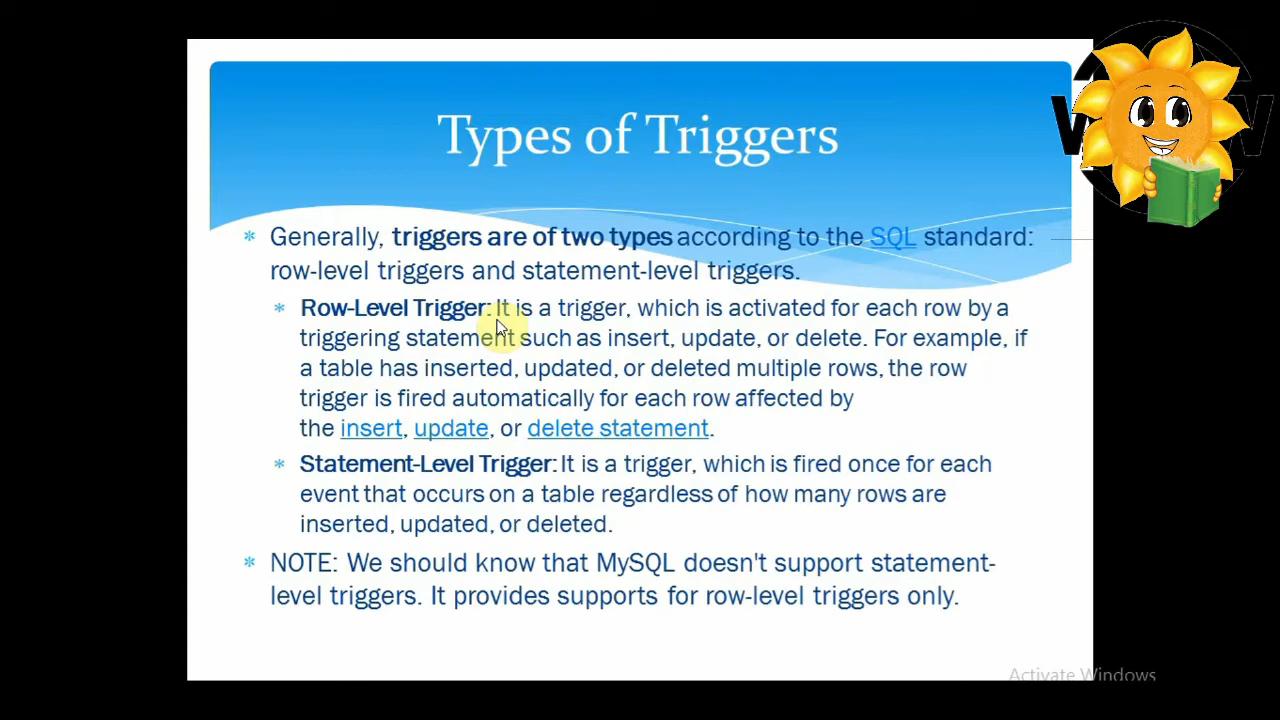 Types of Triggers
* Generally, triggers are of two types according to the SQL standard:
row-level triggers and statement-level triggers.
* Row-Level Trigger: It is a trigger, which is activated for each row by a
triggering statement such as insert, update, or delete. For example, if
a table has inserted, updated, or deleted multiple rows, the row
trigger is fired automatically for each row affected by
the insert, update, or delete statement.
* Statement-Level Trigger: It is a trigger, which is fired once for each
event that occurs on a table regardless of how many rows are
inserted, updated, or deleted.
* NOTE: We should know that MySQL doesn't support statement-
level triggers. It provides supports for row-level triggers only.
Activate Windows